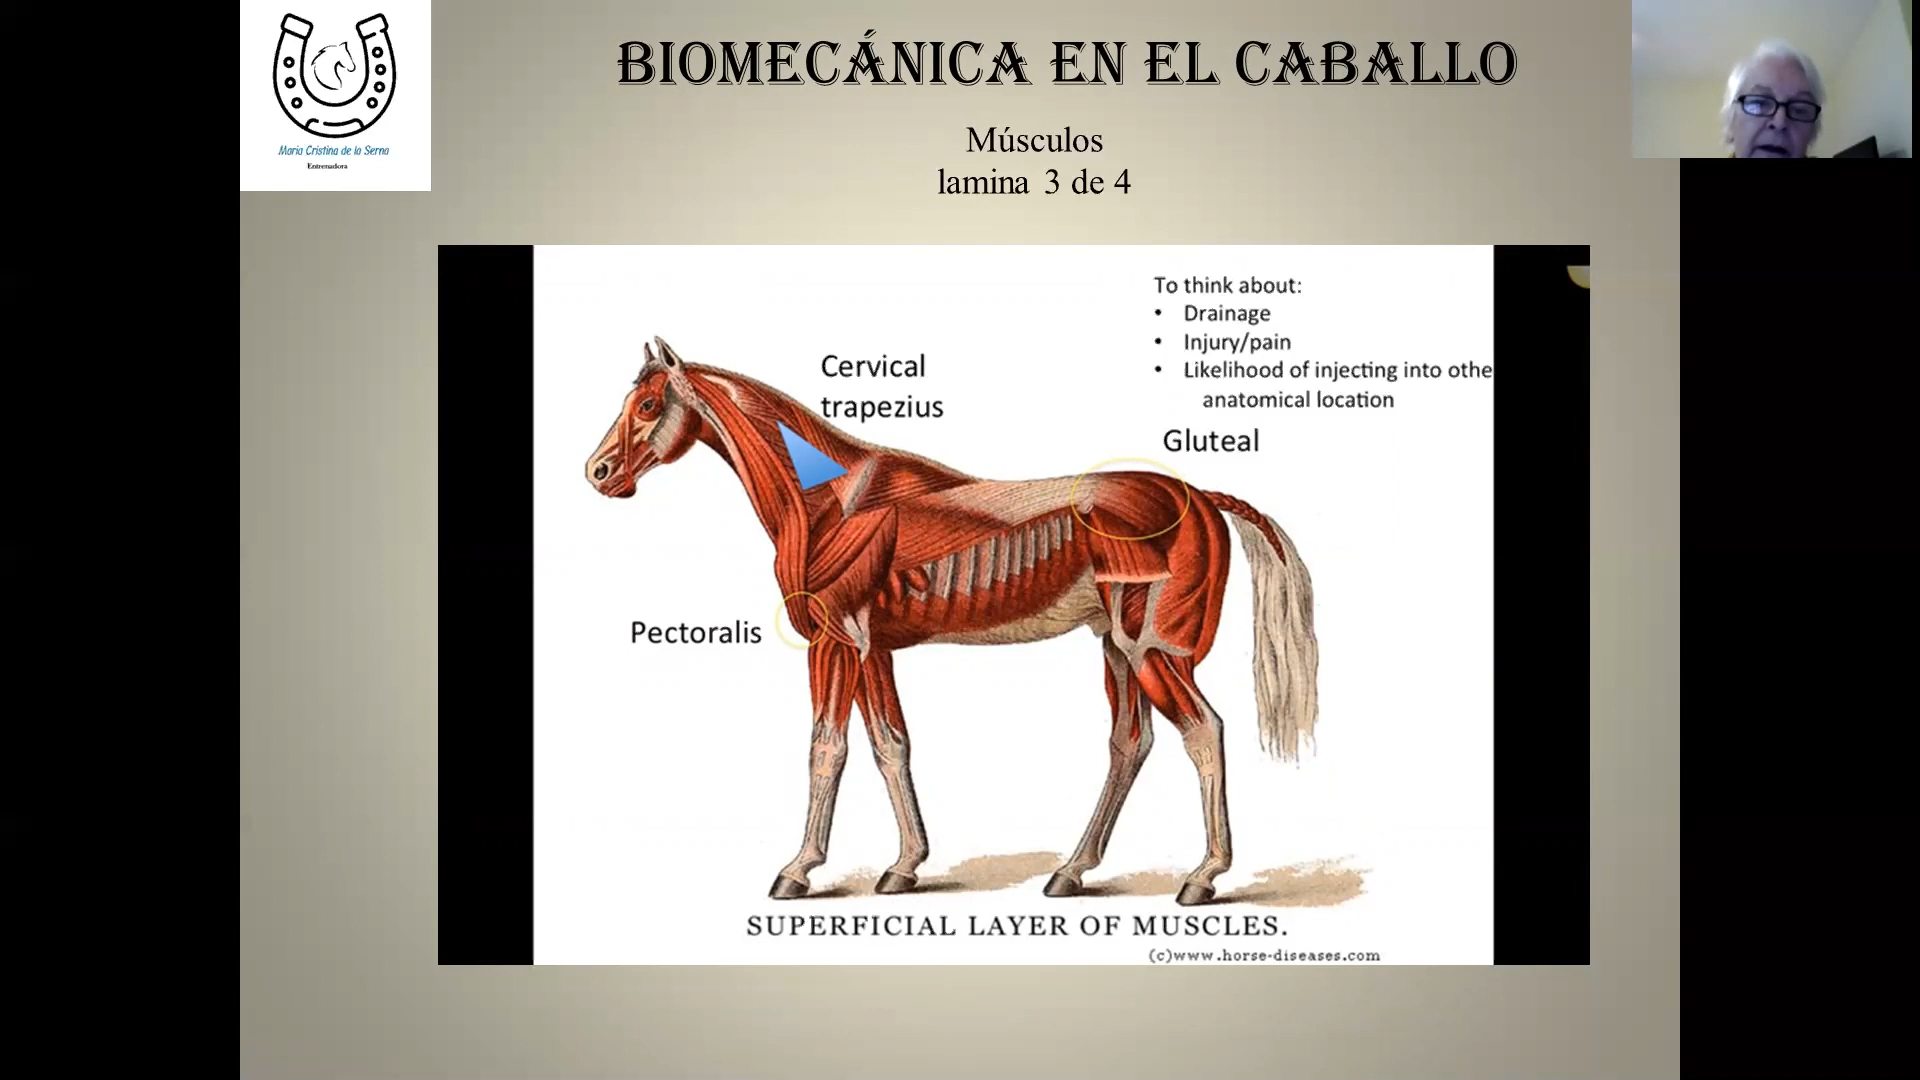 Maria Cristina de la Serna
Entrenadora
BIOMECÁNICA EN EL CABALLO
Músculos
lamina 3 de 4
To think about:
• Drainage
• Injury/pain
• Likelihood of injecting into othe
anatomical location
Cervical
trapezius
Gluteal
Pectoralis
SUPERFICIAL LAYER OF MUSCLES.
(c)www.horse-diseases.com